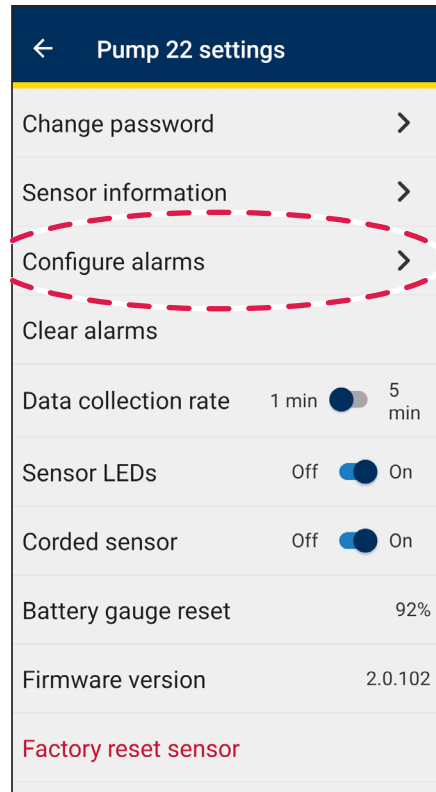 Pump 22 settings
Change password
Sensor information
Configure alarms
Clear alarms
Data collection rate 1 min 5 min
Sensor LEDs Off On
Corded sensor Off On
Battery gauge reset 92%
Firmware version 2.0.102
Factory reset sensor